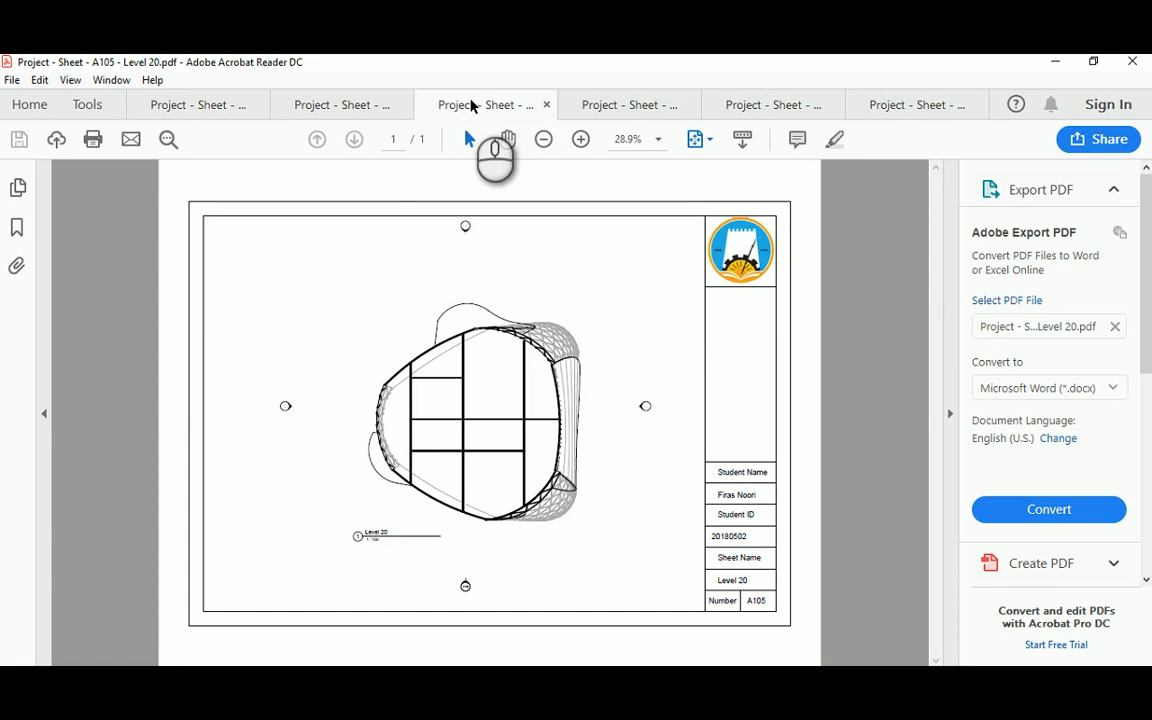 Project - Sheet - A105 - Level 20.pdf - Adobe Acrobat Reader DC
File Edit View Window Help
Home Tools Project - Sheet - ... Project - Sheet - ... Project - Sheet - ... Project - Sheet - ... Project - Sheet - ... Project - Sheet - ... Sign In
1 / 1 28.9% Share
Export PDF
Adobe Export PDF
Convert PDF Files to Word
or Excel Online
Select PDF File
Project - S...Level 20.pdf
Convert to
Microsoft Word (*.docx)
Document Language:
English (U.S.) Change
Convert
Create PDF
Convert and edit PDFs
with Acrobat Pro DC
Start Free Trial
1 Level 20
Student Name
Firas Noori
Student ID
20180502
Sheet Name
Level 20
Number A105